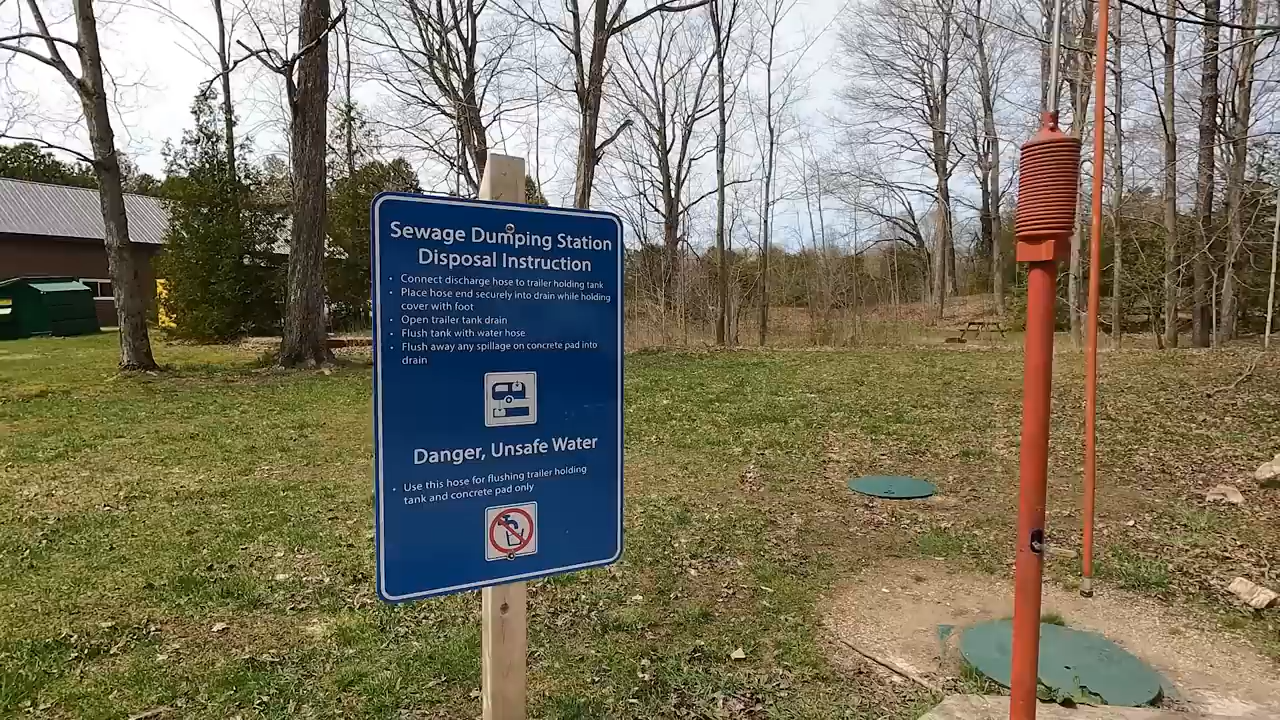 Sewage Dumping Station
Disposal Instruction
• Connect discharge hose to trailer holding tank
• Place hose end securely into drain while holding
cover with foot
• Open trailer tank drain
• Flush tank with water hose
• Flush away any spillage on concrete pad into
drain
Danger, Unsafe Water
• Use this hose for flushing trailer holding
tank and concrete pad only